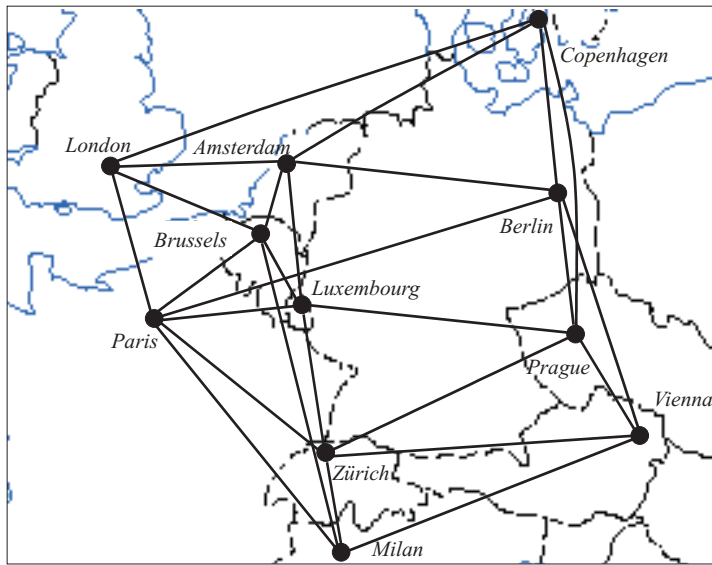 Copenhagen
London
Amsterdam
Berlin
Brussels
Luxembourg
Paris
Prague
Vienna
Zürich
Milan